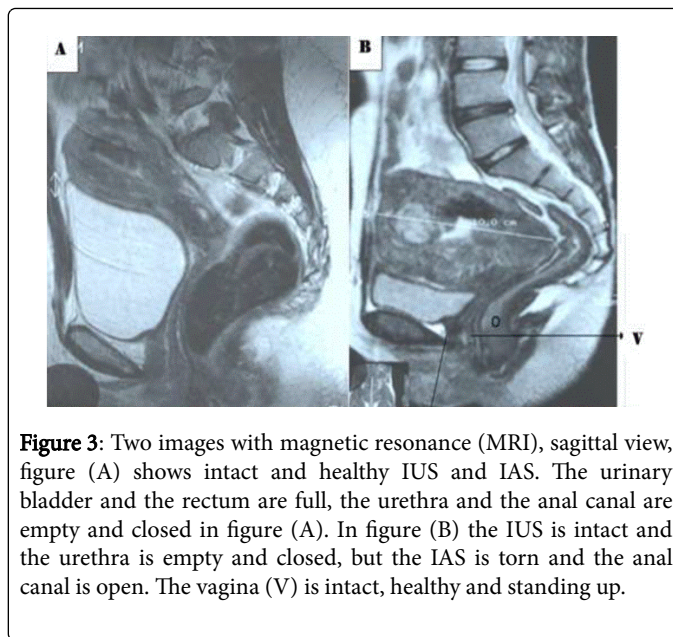 A
B
10.0 cm
O
V
Figure 3: Two images with magnetic resonance (MRI), sagittal view,
figure (A) shows intact and healthy IUS and IAS. The urinary
bladder and the rectum are full, the urethra and the anal canal are
empty and closed in figure (A). In figure (B) the IUS is intact and
the urethra is empty and closed, but the IAS is torn and the anal
canal is open. The vagina (V) is intact, healthy and standing up.